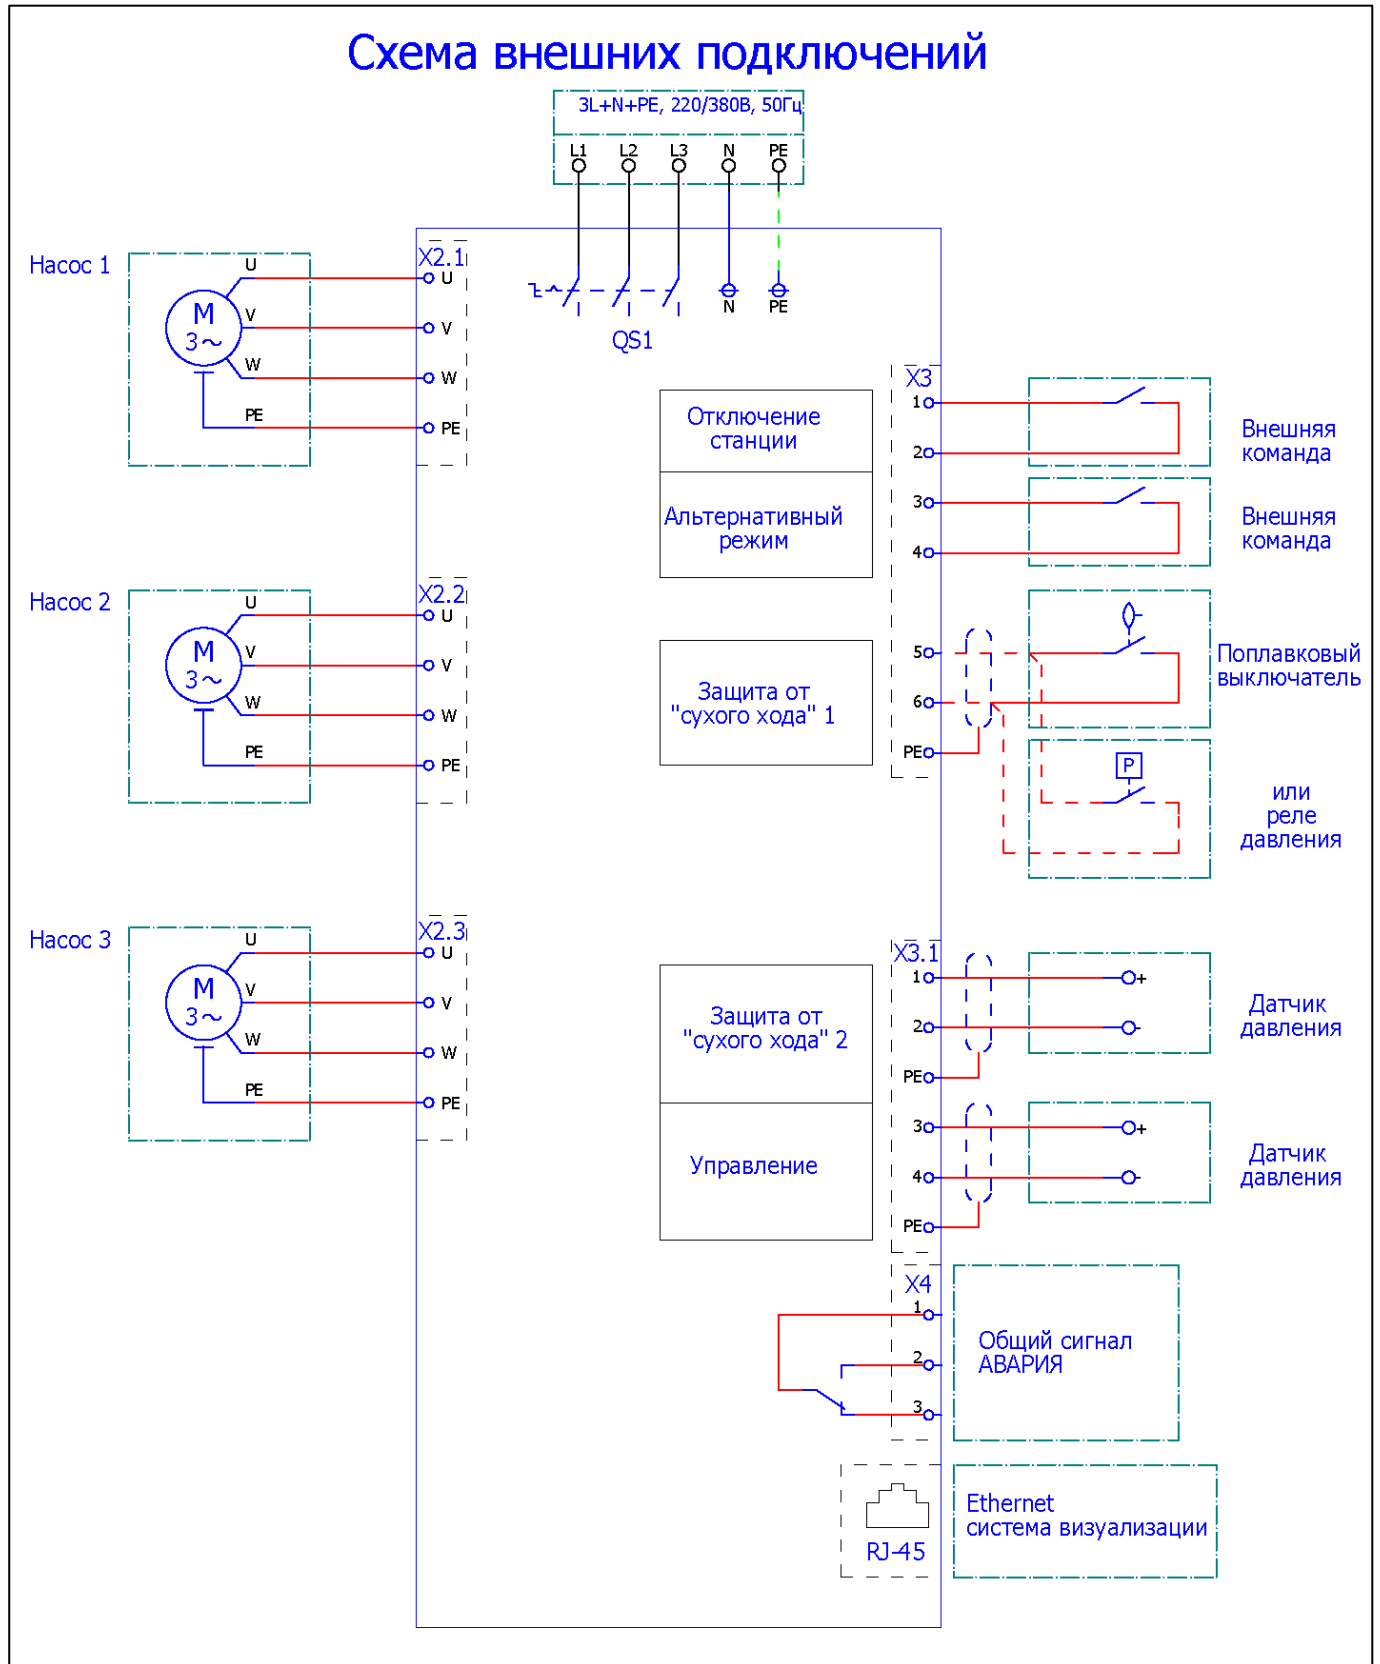 Схема внешних подключений
3L+N+PE, 220/380В, 50Гц
L1 L2 L3 N PE
N PE
QS1
Насос 1
M
3~
U
V
W
PE
X2.1
U
V
W
PE
Насос 2
M
3~
U
V
W
PE
X2.2
U
V
W
PE
Насос 3
M
3~
U
V
W
PE
X2.3
U
V
W
PE
Отключение
станции
Альтернативный
режим
Защита от
"сухого хода" 1
X3
1
2
3
4
5
6
PE
Внешняя
команда
Внешняя
команда
Поплавковый
выключатель
P
или
реле
давления
Защита от
"сухого хода" 2
Управление
X3.1
1
2
PE
3
4
PE
+
-
Датчик
давления
+
-
Датчик
давления
X4
1
2
3
Общий сигнал
АВАРИЯ
RJ-45
Ethernet
система визуализации